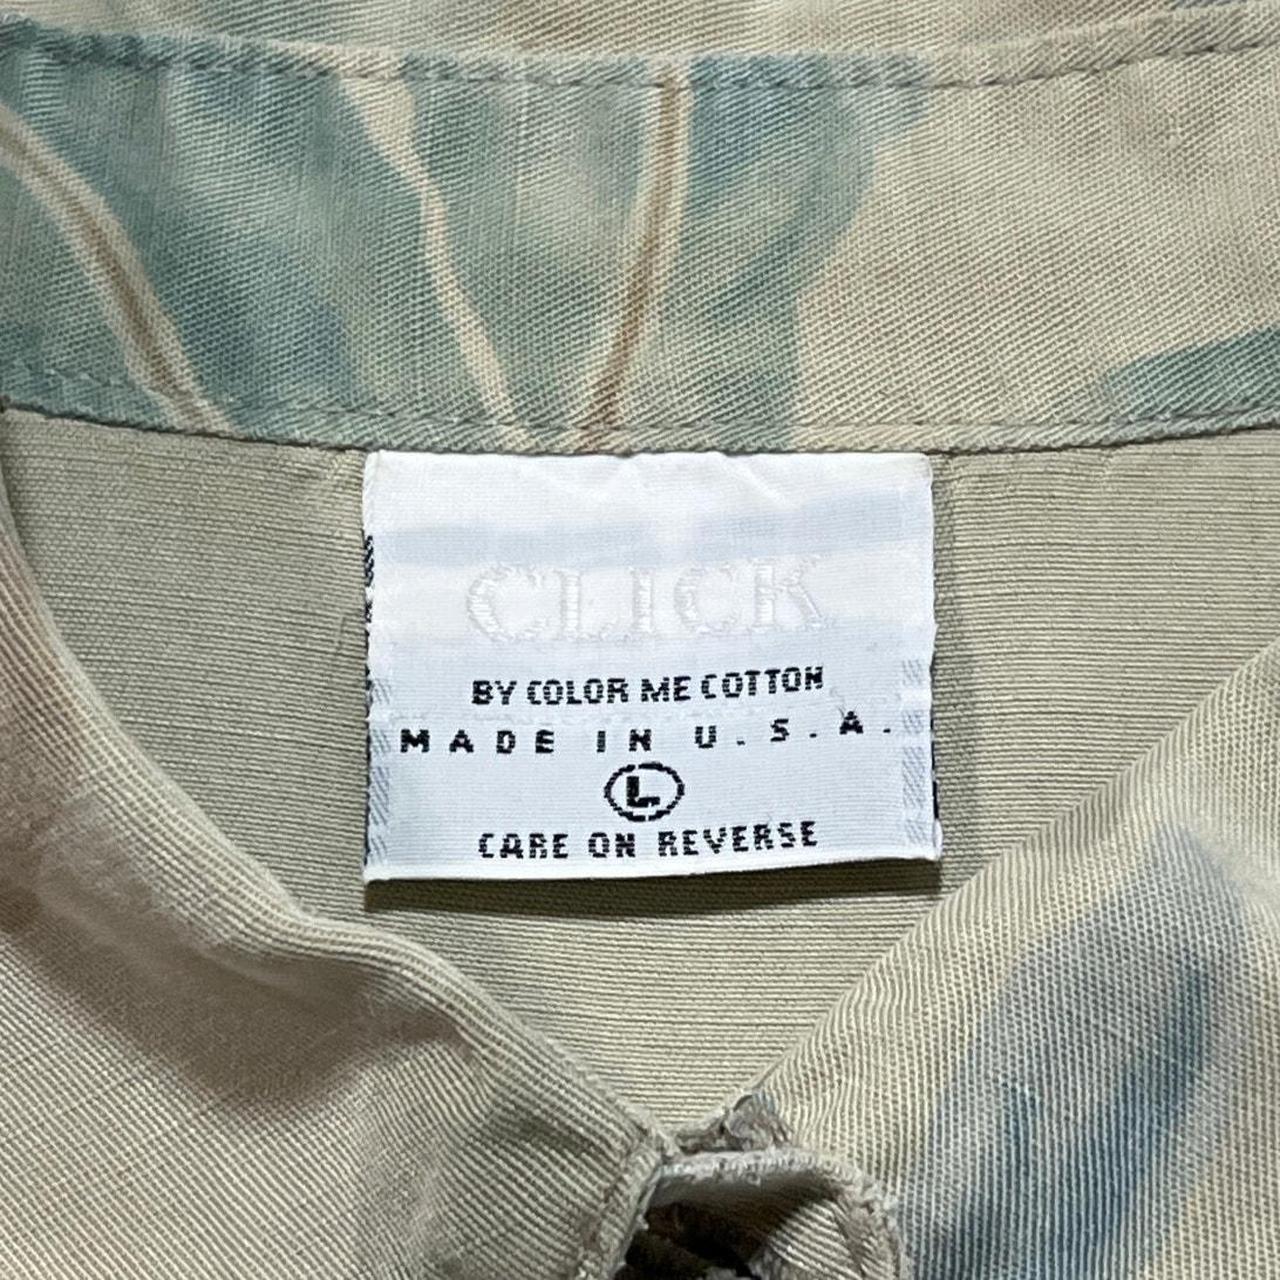 CLICK
BY COLOR ME COTTON
MADE IN U.S.A.
L
CARE ON REVERSE